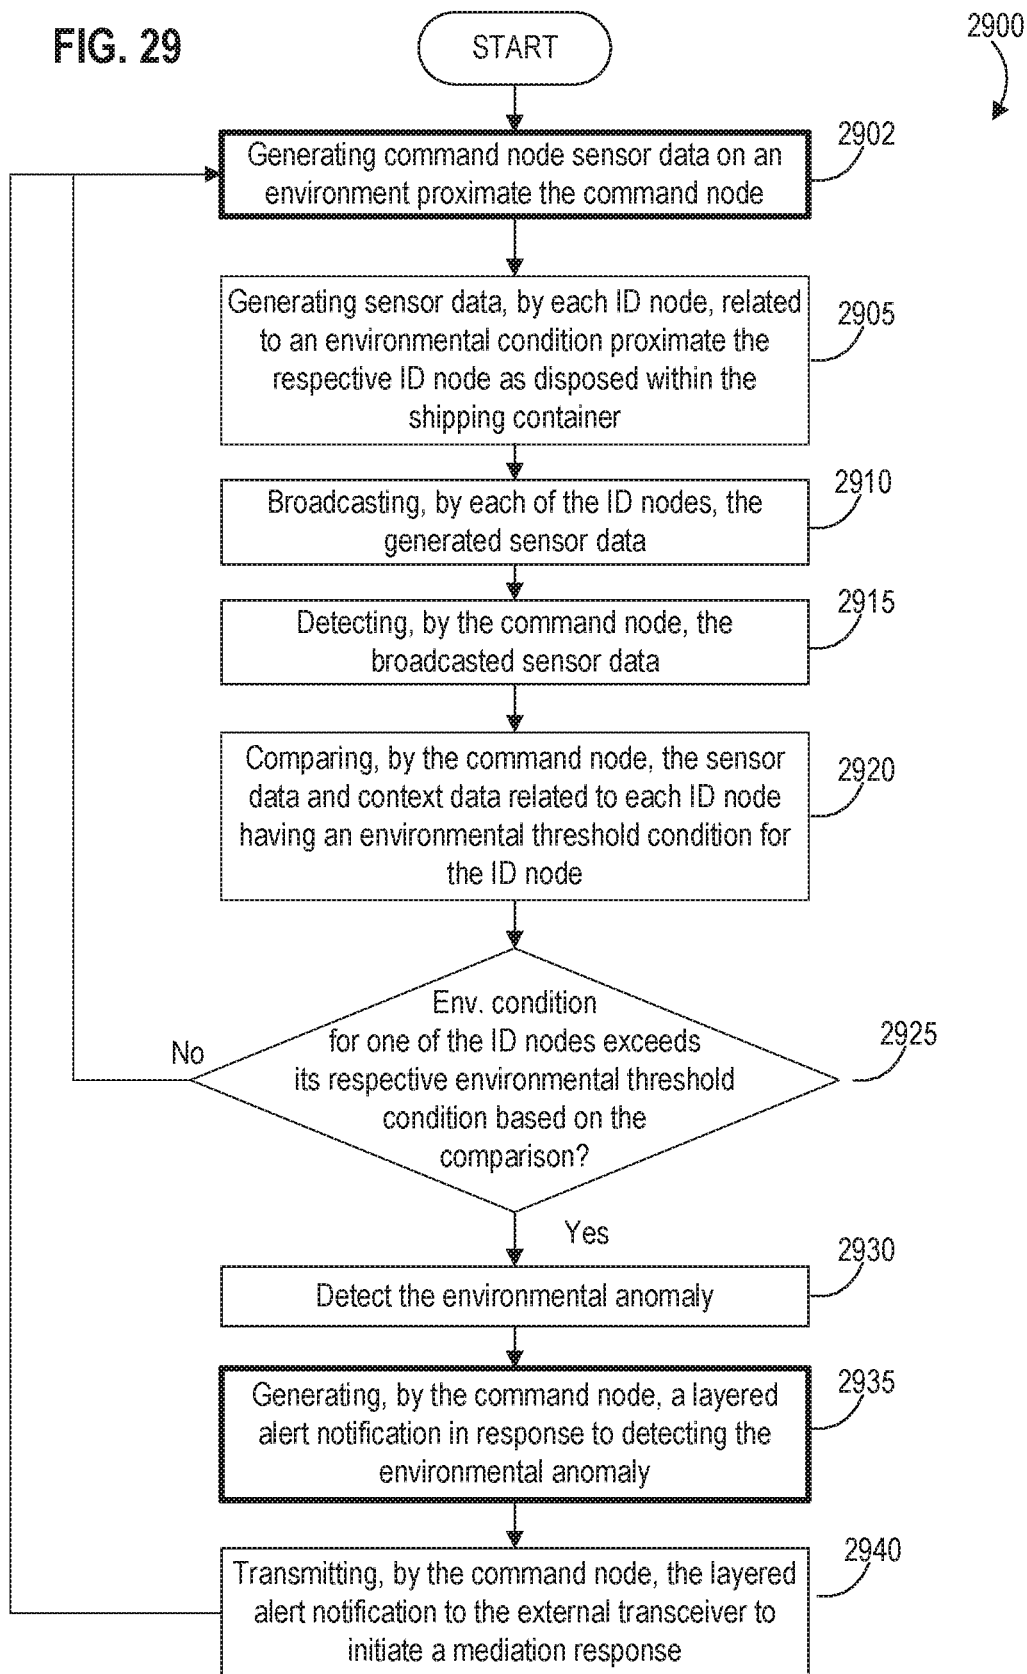 FIG. 29
START
2900
Generating command node sensor data on an
environment proximate the command node
2902
Generating sensor data, by each ID node, related
to an environmental condition proximate the
respective ID node as disposed within the
shipping container
2905
Broadcasting, by each of the ID nodes, the
generated sensor data
2910
Detecting, by the command node, the
broadcasted sensor data
2915
Comparing, by the command node, the sensor
data and context data related to each ID node
having an environmental threshold condition for
the ID node
2920
Env. condition
for one of the ID nodes exceeds
its respective environmental threshold
condition based on the
comparison?
2925
No
Yes
Detect the environmental anomaly
2930
Generating, by the command node, a layered
alert notification in response to detecting the
environmental anomaly
2935
Transmitting, by the command node, the layered
alert notification to the external transceiver to
initiate a mediation response
2940